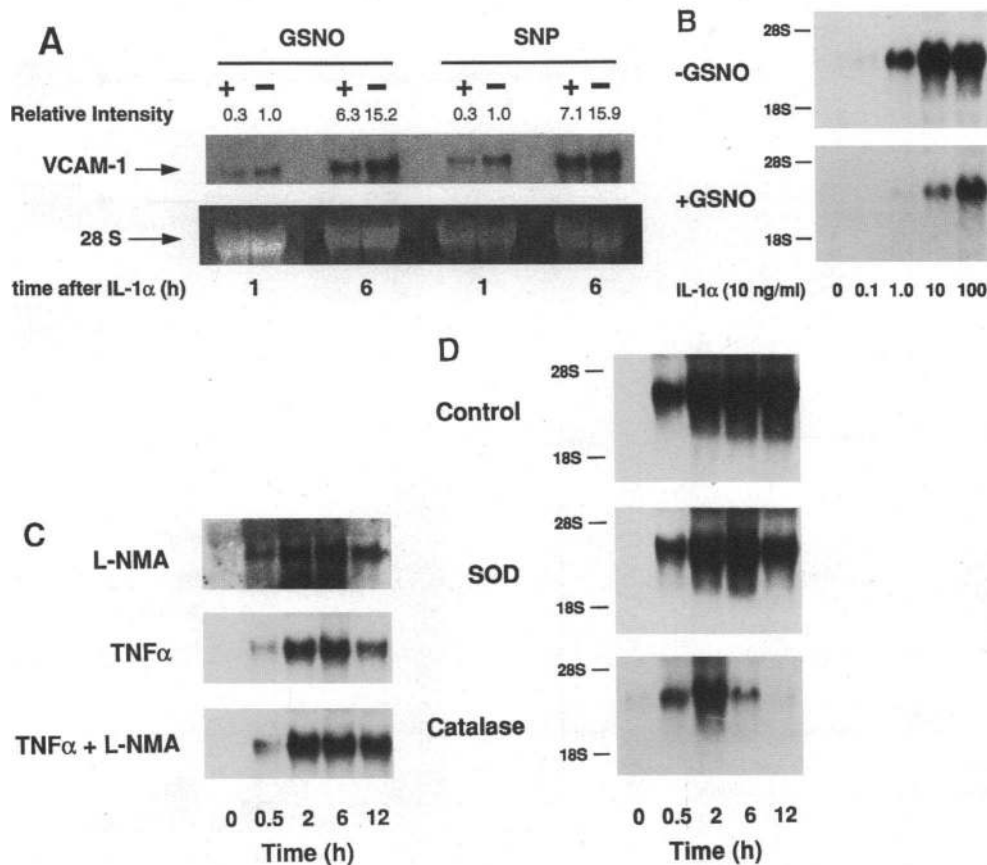 A
GSNO SNP
+ − + − + − + −
Relative Intensity 0.3 1.0 6.3 15.2 0.3 1.0 7.1 15.9
VCAM-1
28 S
time after IL-1α (h) 1 6 1 6
B
28S
-GSNO
18S
28S
+GSNO
18S
IL-1α (10 ng/ml) 0 0.1 1.0 10 100
C
L-NMA
TNFα
TNFα + L-NMA
0 0.5 2 6 12
Time (h)
D
28S
Control
18S
28S
SOD
18S
28S
Catalase
18S
0 0.5 2 6 12
Time (h)